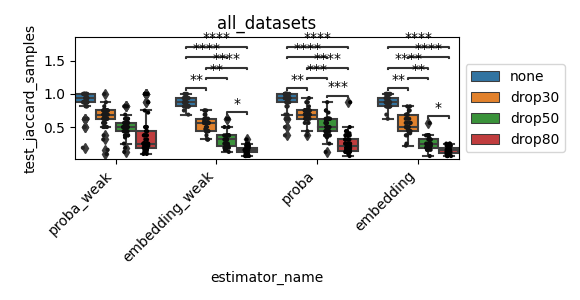 all_datasets
test_jaccard_samples
1.5
1.0
0.5
**** **** ****
**** **** ****
**** **** ****
** *** **
** ** ***
** *
*
proba_weak
embedding_weak
proba
embedding
estimator_name
none
drop30
drop50
drop80